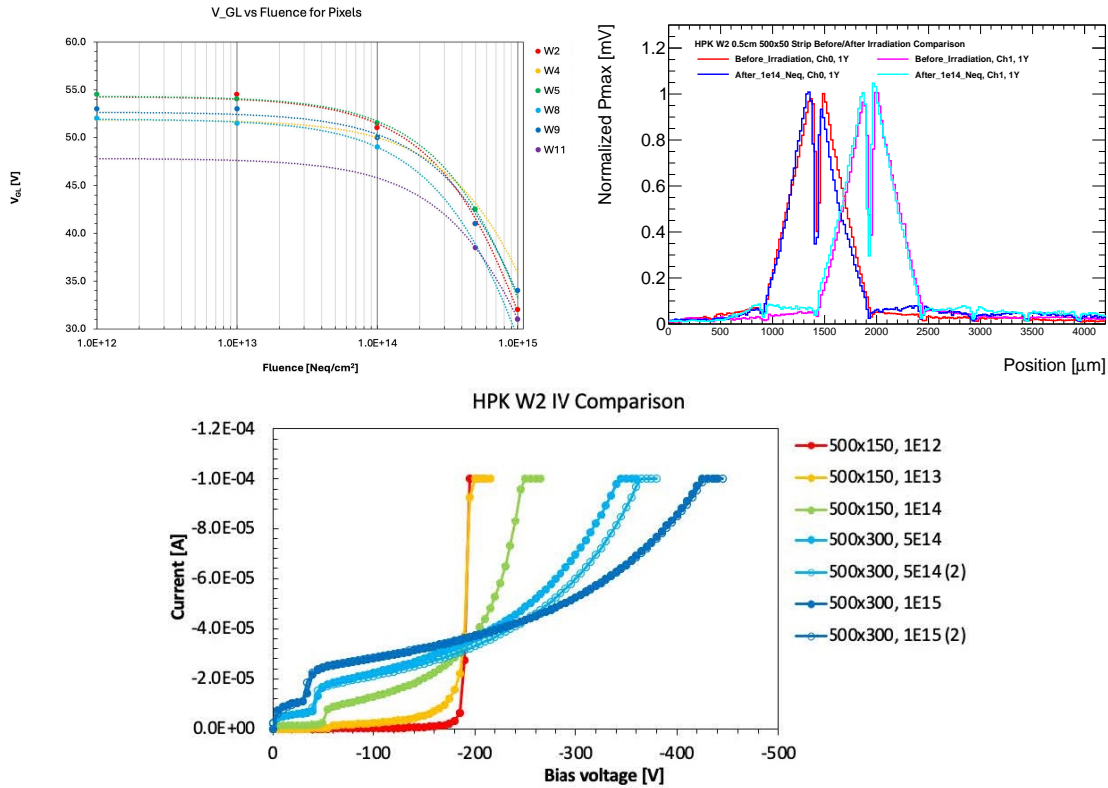 V_GL vs Fluence for Pixels
60.0
55.0
50.0
45.0
40.0
35.0
30.0
V_GL [V]
1.0E+12
1.0E+13
1.0E+14
1.0E+15
Fluence [Neq/cm²]
W2
W4
W5
W8
W9
W11
Normalized Pmax [mV]
1.2
1
0.8
0.6
0.4
0.2
0
HPK W2 0.5cm 500x50 Strip Before/After Irradiation Comparison
Before_Irradiation, Ch0, 1Y
Before_Irradiation, Ch1, 1Y
After_1e14_Neq, Ch0, 1Y
After_1e14_Neq, Ch1, 1Y
0 500 1000 1500 2000 2500 3000 3500 4000
Position [μm]
HPK W2 IV Comparison
-1.2E-04
-1.0E-04
-8.0E-05
-6.0E-05
-4.0E-05
-2.0E-05
0.0E+00
Current [A]
0 -100 -200 -300 -400 -500
Bias voltage [V]
500x150, 1E12
500x150, 1E13
500x150, 1E14
500x300, 5E14
500x300, 5E14 (2)
500x300, 1E15
500x300, 1E15 (2)